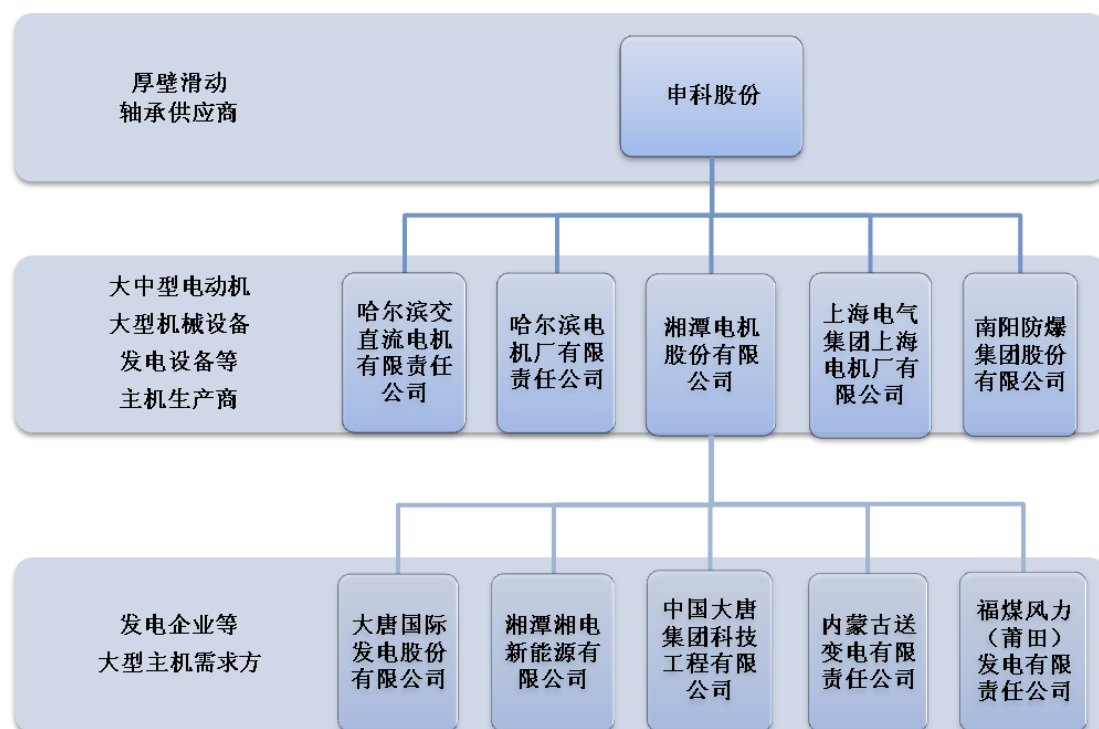 厚壁滑动
轴承供应商
申科股份
大中型电动机
大型机械设备
发电设备等
主机生产商
哈尔滨交
直流电机
有限责任
公司
哈尔滨电
机厂有限
责任公司
湘潭电机
股份有限
公司
上海电气
集团上海
电机厂有
限公司
南阳防爆
集团股份
有限公司
发电企业等
大型主机需求方
大唐国际
发电股份
有限公司
湘潭湘电
新能源有
限公司
中国大唐
集团科技
工程有限
公司
内蒙古送
变电有限
责任公司
福煤风力
（莆田）
发电有限
责任公司